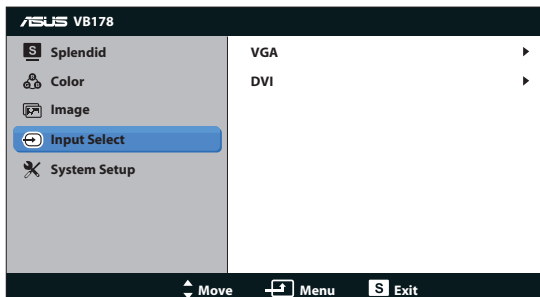 ASUS VB178
S Splendid
VGA
Color
DVI
Image
Input Select
System Setup
Move Menu S Exit